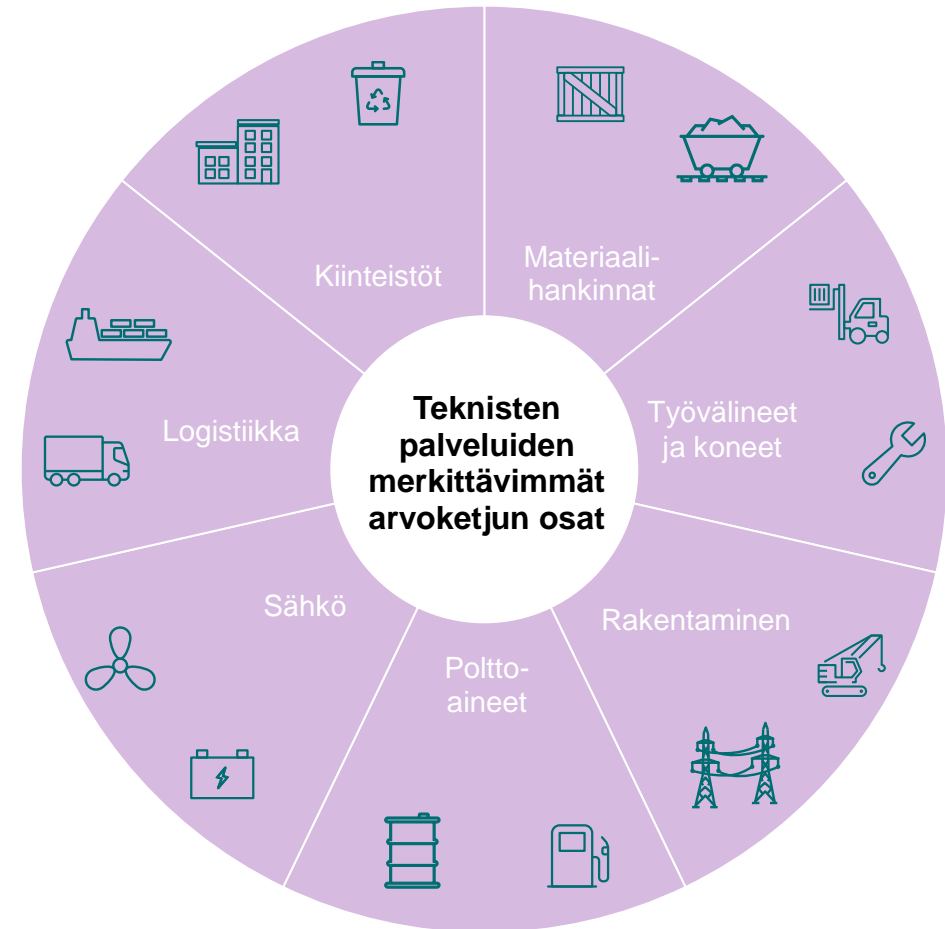 Kiinteistöt
Materiaali-
hankinnat
Työvälineet
ja koneet
Rakentaminen
Poltto-
aineet
Sähkö
Logistiikka
Teknisten
palveluiden
merkittävimmät
arvoketjun osat